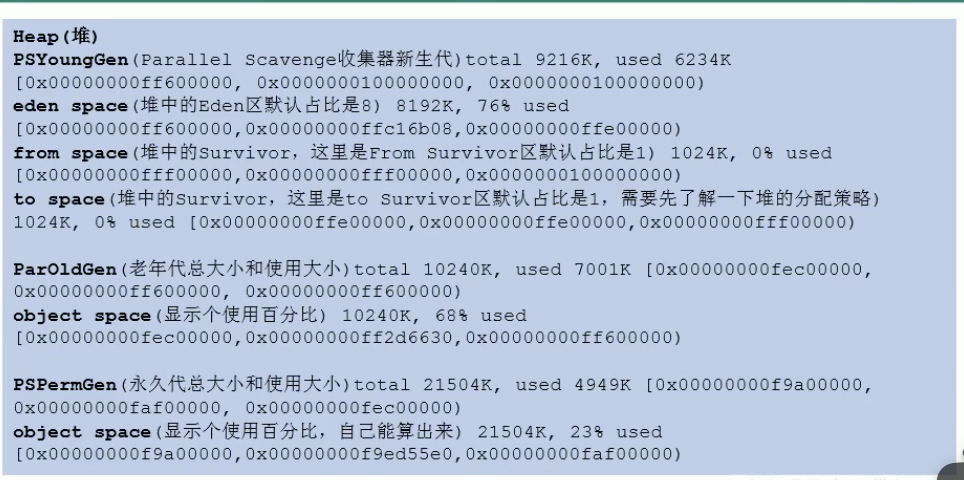 Heap(堆)
PSYoungGen(Parallel Scavenge收集器新生代)total 9216K, used 6234K
[0x00000000ff600000, 0x0000000100000000, 0x0000000100000000)
eden space(堆中的Eden区默认占比是8) 8192K, 76% used
[0x00000000ff600000,0x00000000ffc16b08,0x00000000ffe00000)
from space(堆中的Survivor，这里是From Survivor区默认占比是1) 1024K, 0% used
[0x00000000fff00000,0x00000000fff00000,0x0000000100000000)
to space(堆中的Survivor，这里是to Survivor区默认占比是1，需要先了解一下堆的分配策略)
1024K, 0% used [0x00000000ffe00000,0x00000000ffe00000,0x00000000fff00000)
ParOldGen(老年代总大小和使用大小)total 10240K, used 7001K [0x00000000fec00000,
0x00000000ff600000, 0x00000000ff600000)
object space(显示个使用百分比) 10240K, 68% used
[0x00000000fec00000,0x00000000ff2d6630,0x00000000ff600000)
PSPermGen(永久代总大小和使用大小)total 21504K, used 4949K [0x00000000f9a00000,
0x00000000faf00000, 0x00000000fec00000)
object space(显示个使用百分比，自己能算出来) 21504K, 23% used
[0x00000000f9a00000,0x00000000f9ed55e0,0x00000000faf00000)